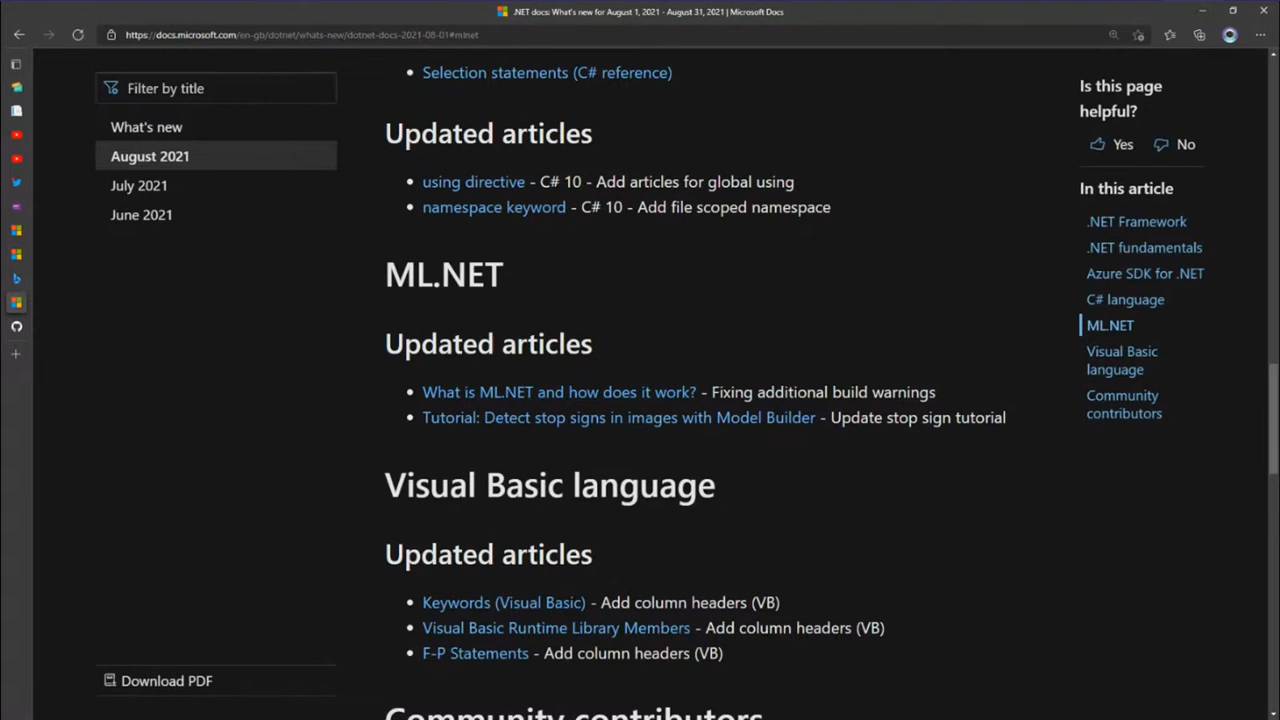 .NET docs: What's new for August 1, 2021 - August 31, 2021 | Microsoft Docs
https://docs.microsoft.com/en-gb/dotnet/whats-new/dotnet-docs-2021-08-01#mlnet
Filter by title
What's new
August 2021
July 2021
June 2021
Download PDF
• Selection statements (C# reference)
Updated articles
• using directive - C# 10 - Add articles for global using
• namespace keyword - C# 10 - Add file scoped namespace
ML.NET
Updated articles
• What is ML.NET and how does it work? - Fixing additional build warnings
• Tutorial: Detect stop signs in images with Model Builder - Update stop sign tutorial
Visual Basic language
Updated articles
• Keywords (Visual Basic) - Add column headers (VB)
• Visual Basic Runtime Library Members - Add column headers (VB)
• F-P Statements - Add column headers (VB)
Community contributors
Is this page
helpful?
Yes No
In this article
.NET Framework
.NET fundamentals
Azure SDK for .NET
C# language
ML.NET
Visual Basic
language
Community
contributors